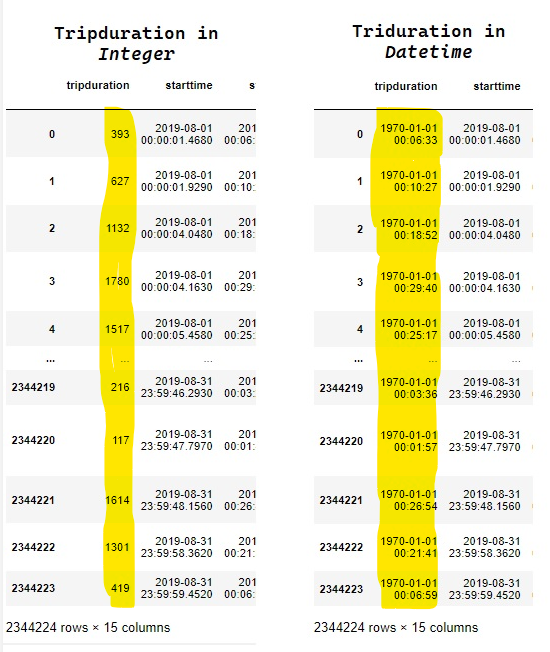 Tripduration in
Integer
tripduration starttime s
0 393 2019-08-01 201
00:00:01.4680 00:06:
1 627 2019-08-01 201
00:00:01.9290 00:10:
2 1132 2019-08-01 201
00:00:04.0480 00:18:
3 1780 2019-08-01 201
00:00:04.1630 00:29:
4 1517 2019-08-01 201
00:00:05.4580 00:25:
... ... ...
2344219 216 2019-08-31 201
23:59:46.2930 00:03:
2344220 117 2019-08-31 201
23:59:47.7970 00:01:
2344221 1614 2019-08-31 201
23:59:48.1560 00:26:
2344222 1301 2019-08-31 201
23:59:58.3620 00:21:
2344223 419 2019-08-31 201
23:59:59.4520 00:06:
2344224 rows × 15 columns
Triduration in
Datetime
tripduration starttime
0 1970-01-01 2019-08-01
00:06:33 00:00:01.4680
1 1970-01-01 2019-08-01
00:10:27 00:00:01.9290
2 1970-01-01 2019-08-01
00:18:52 00:00:04.0480
3 1970-01-01 2019-08-01
00:29:40 00:00:04.1630
4 1970-01-01 2019-08-01
00:25:17 00:00:05.4580
... ... ...
2344219 1970-01-01 2019-08-31
00:03:36 23:59:46.2930
2344220 1970-01-01 2019-08-31
00:01:57 23:59:47.7970
2344221 1970-01-01 2019-08-31
00:26:54 23:59:48.1560
2344222 1970-01-01 2019-08-31
00:21:41 23:59:58.3620
2344223 1970-01-01 2019-08-31
00:06:59 23:59:59.4520
2344224 rows × 15 columns